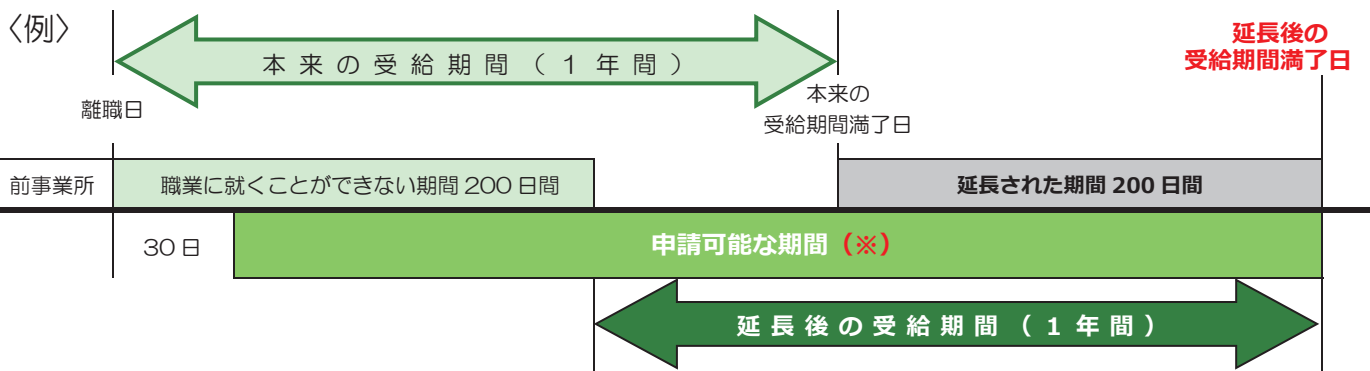 〈例〉
本来の受給期間（1年間）
延長後の
受給期間満了日
離職日
本来の
受給期間満了日
前事業所
職業に就くことができない期間 200 日間
延長された期間 200 日間
30 日
申請可能な期間（※）
延長後の受給期間（1年間）